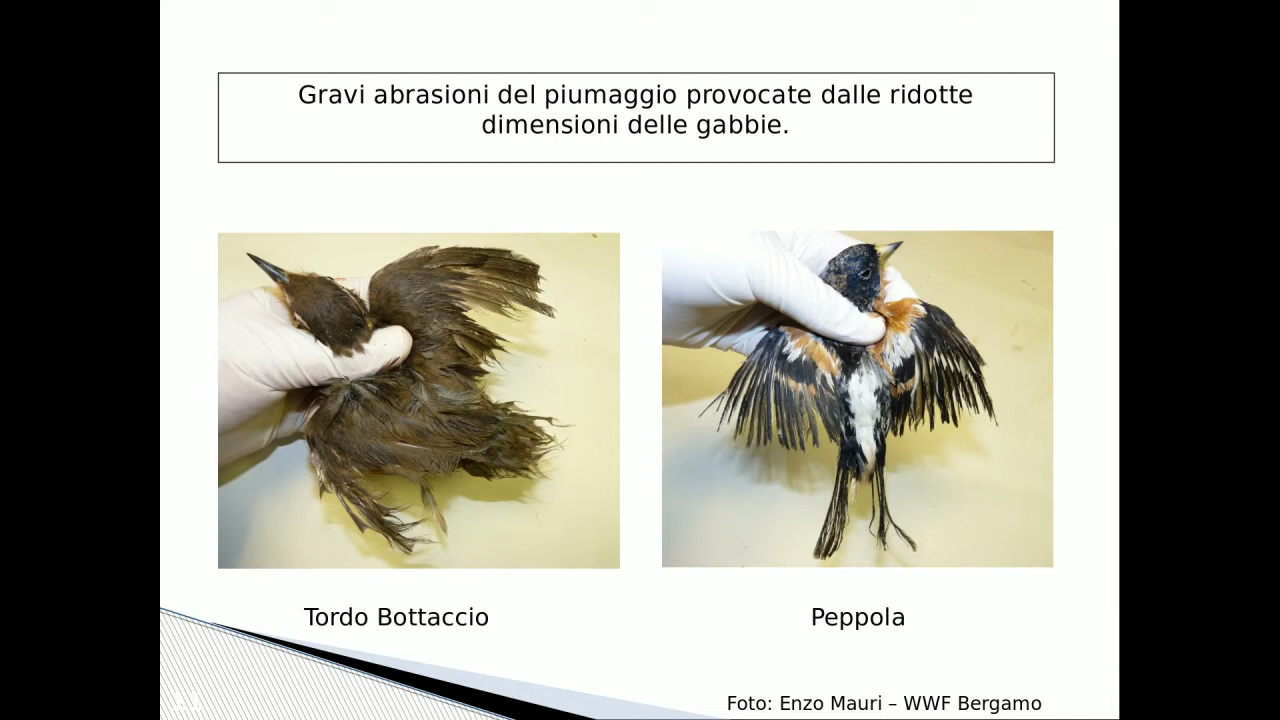 Gravi abrasioni del piumaggio provocate dalle ridotte
dimensioni delle gabbie.
Tordo Bottaccio
Peppola
Foto: Enzo Mauri – WWF Bergamo